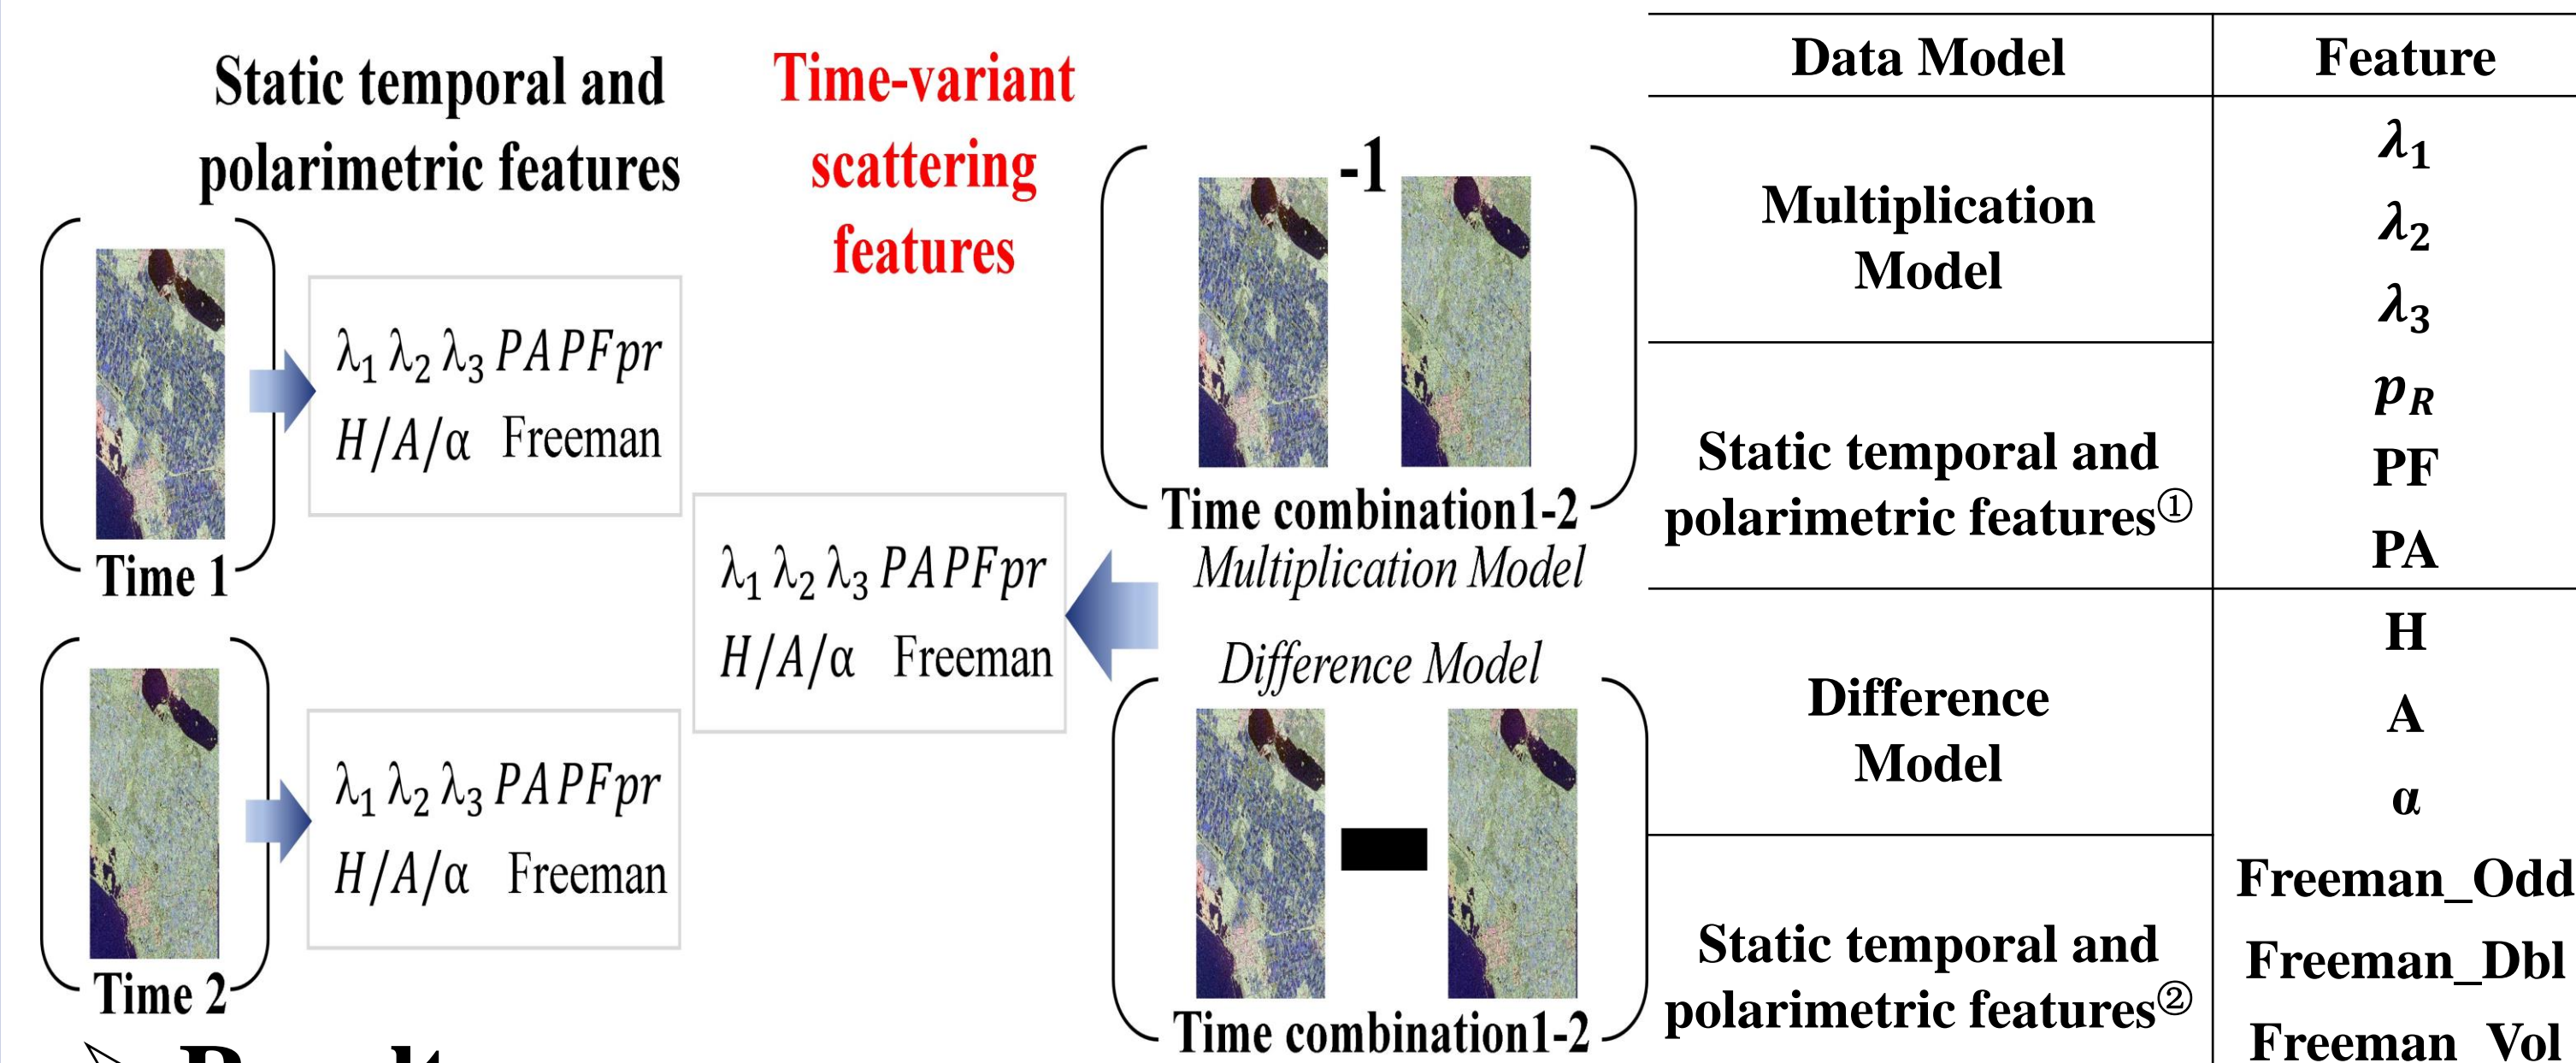 Static temporal and
polarimetric features
Time-variant
scattering
features
λ₁ λ₂ λ₃ PAPFpr
H/A/α Freeman
Time 1
λ₁ λ₂ λ₃ PAPFpr
H/A/α Freeman
Time 2
λ₁ λ₂ λ₃ PAPFpr
H/A/α Freeman
-1
Time combination1-2
Multiplication Model
Difference Model
Time combination1-2
Data Model
Feature
Multiplication
Model
λ₁
λ₂
λ₃
Static temporal and
polarimetric features①
p_R
PF
PA
Difference
Model
H
A
α
Static temporal and
polarimetric features②
Freeman_Odd
Freeman_Dbl
Freeman_Vol